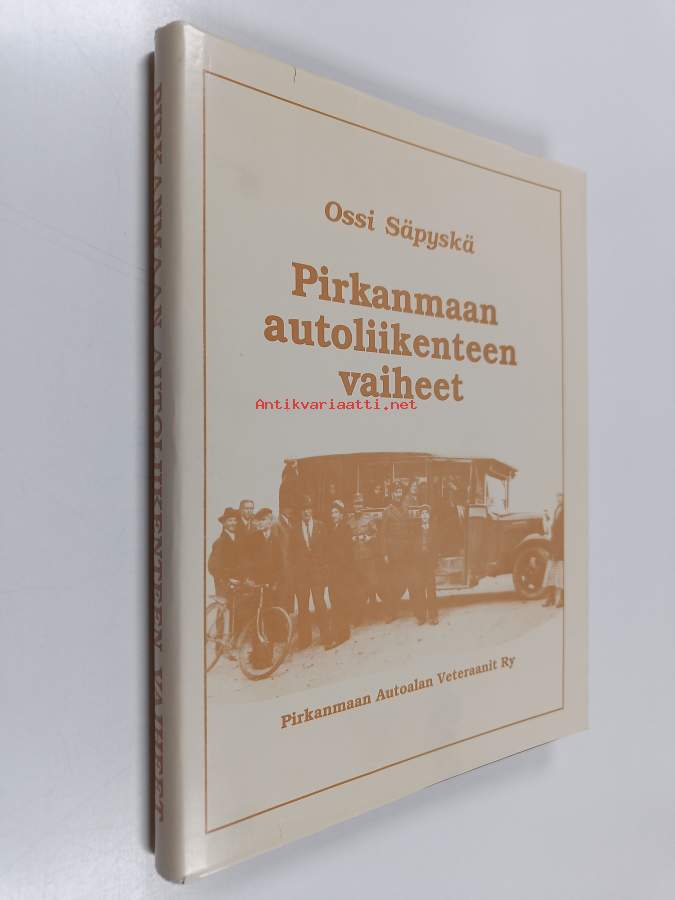 PIRKANMAAN AUTOLIIKENTEEN VAIHEET
Ossi Säpyskä
Pirkanmaan
autoliikenteen
vaiheet
Antikvariaatti.net
Pirkanmaan Autoalan Veteraanit Ry